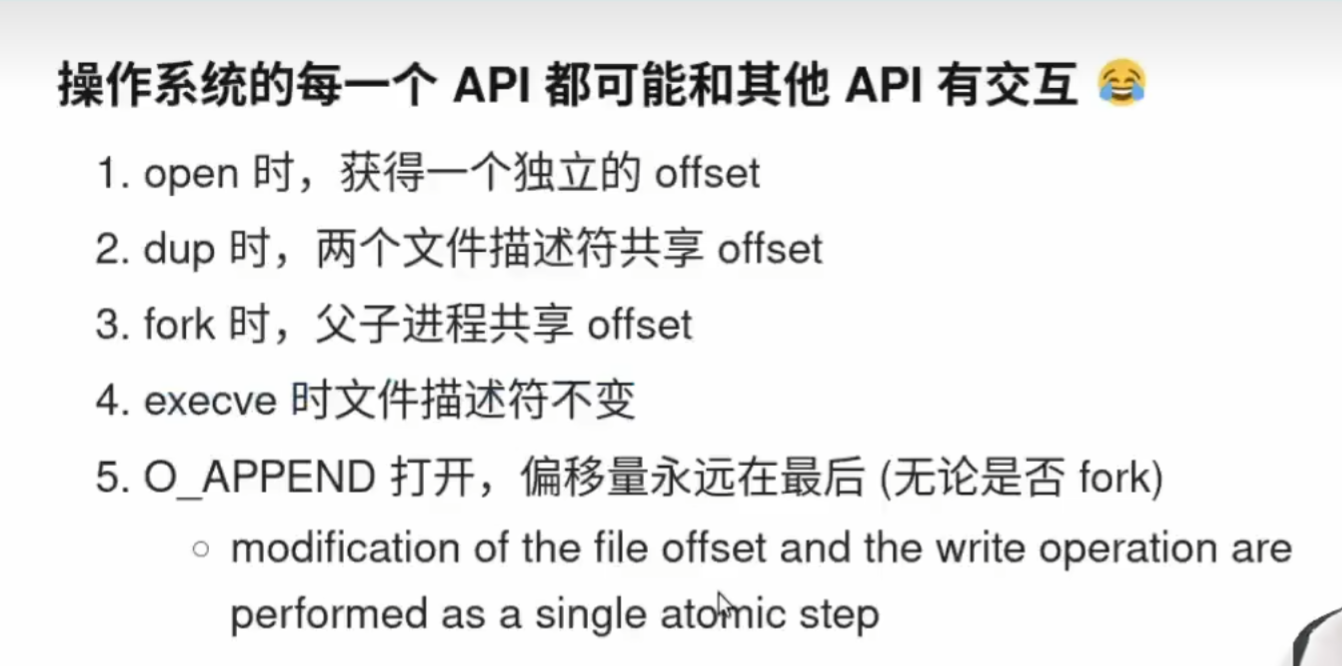 操作系统的每一个 API 都可能和其他 API 有交互 😂
1. open 时，获得一个独立的 offset
2. dup 时，两个文件描述符共享 offset
3. fork 时，父子进程共享 offset
4. execve 时文件描述符不变
5. O_APPEND 打开，偏移量永远在最后 (无论是否 fork)
○ modification of the file offset and the write operation are
performed as a single atomic step